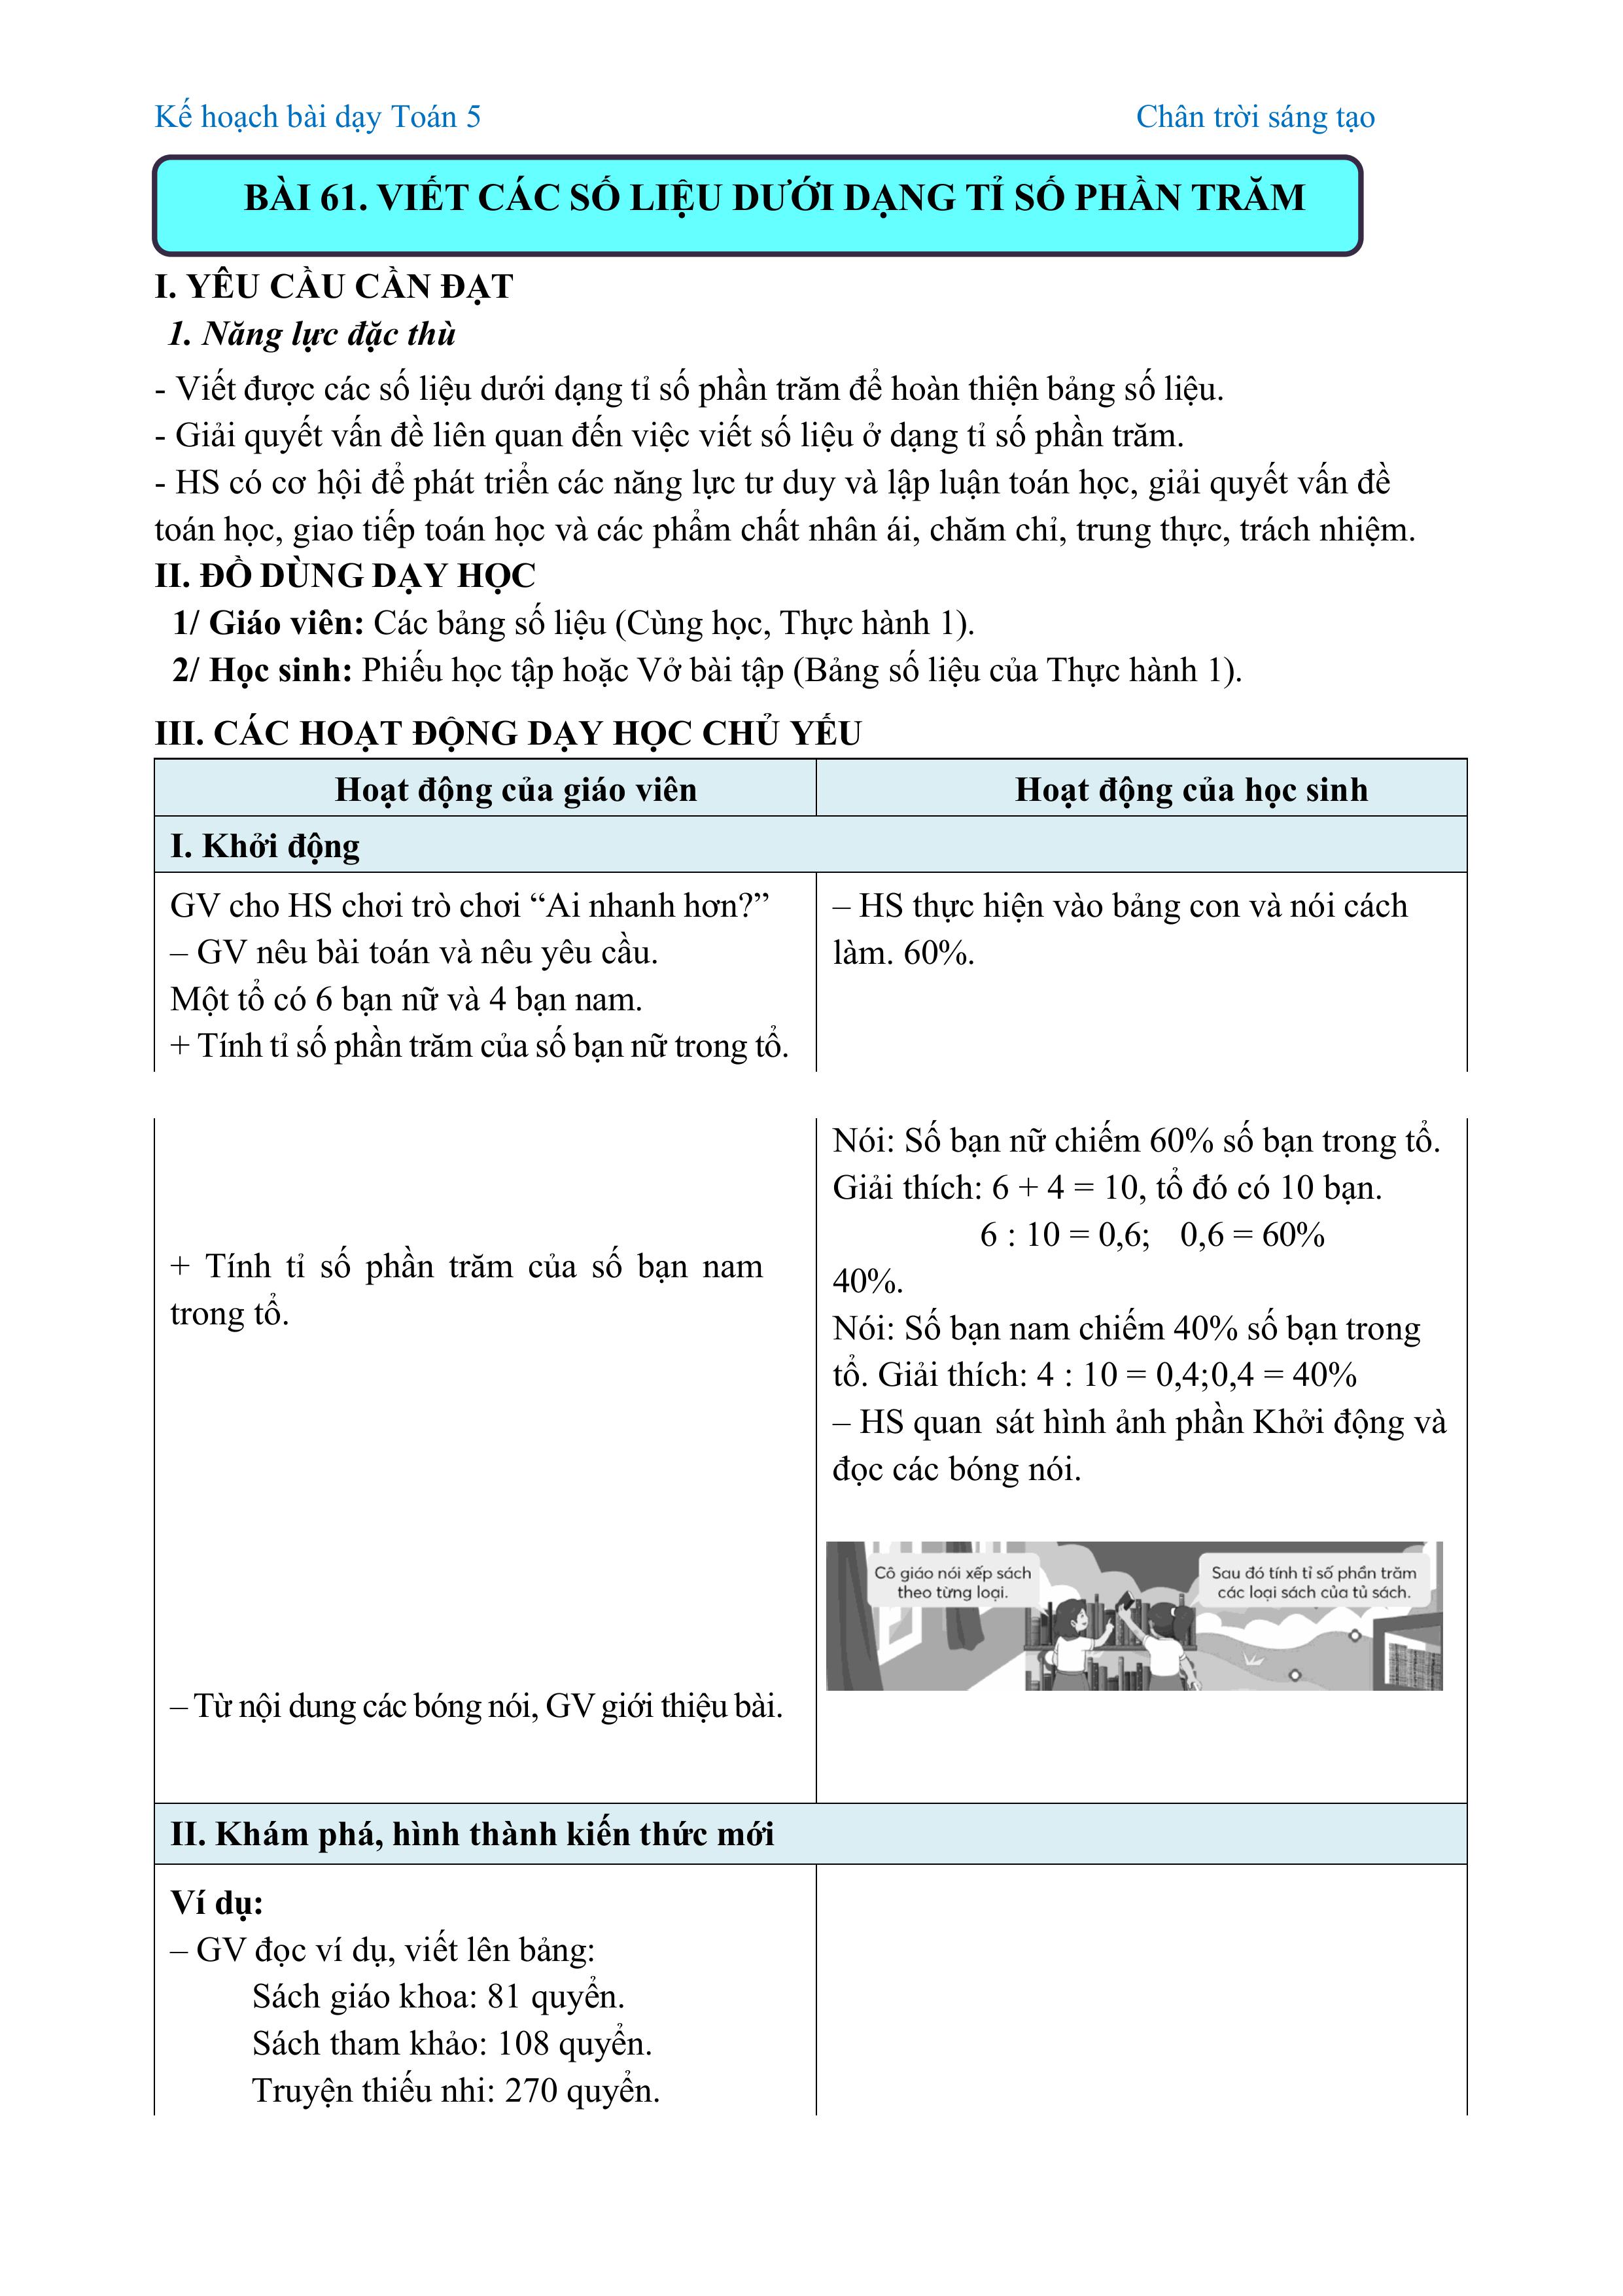 Kế hoạch bài dạy Toán 5 Chân trời sáng tạo
BÀI 61. VIẾT CÁC SỐ LIỆU DƯỚI DẠNG TỈ SỐ PHẦN TRĂM
I. YÊU CẦU CẦN ĐẠT
1. Năng lực đặc thù
- Viết được các số liệu dưới dạng tỉ số phần trăm để hoàn thiện bảng số liệu.
- Giải quyết vấn đề liên quan đến việc viết số liệu ở dạng tỉ số phần trăm.
- HS có cơ hội để phát triển các năng lực tư duy và lập luận toán học, giải quyết vấn đề
toán học, giao tiếp toán học và các phẩm chất nhân ái, chăm chỉ, trung thực, trách nhiệm.
II. ĐỒ DÙNG DẠY HỌC
1/ Giáo viên: Các bảng số liệu (Cùng học, Thực hành 1).
2/ Học sinh: Phiếu học tập hoặc Vở bài tập (Bảng số liệu của Thực hành 1).
III. CÁC HOẠT ĐỘNG DẠY HỌC CHỦ YẾU
Hoạt động của giáo viên
Hoạt động của học sinh
I. Khởi động
GV cho HS chơi trò chơi “Ai nhanh hơn?”
– GV nêu bài toán và nêu yêu cầu.
Một tổ có 6 bạn nữ và 4 bạn nam.
+ Tính tỉ số phần trăm của số bạn nữ trong tổ.
– HS thực hiện vào bảng con và nói cách
làm. 60%.
+ Tính tỉ số phần trăm của số bạn nam
trong tổ.
– Từ nội dung các bóng nói, GV giới thiệu bài.
Nói: Số bạn nữ chiếm 60% số bạn trong tổ.
Giải thích: 6 + 4 = 10, tổ đó có 10 bạn.
6 : 10 = 0,6; 0,6 = 60%
40%.
Nói: Số bạn nam chiếm 40% số bạn trong
tổ. Giải thích: 4 : 10 = 0,4;0,4 = 40%
– HS quan sát hình ảnh phần Khởi động và
đọc các bóng nói.
Cô giáo nói xếp sách
theo từng loại.
Sau đó tính tỉ số phần trăm
các loại sách của tủ sách.
II. Khám phá, hình thành kiến thức mới
Ví dụ:
– GV đọc ví dụ, viết lên bảng:
Sách giáo khoa: 81 quyển.
Sách tham khảo: 108 quyển.
Truyện thiếu nhi: 270 quyển.